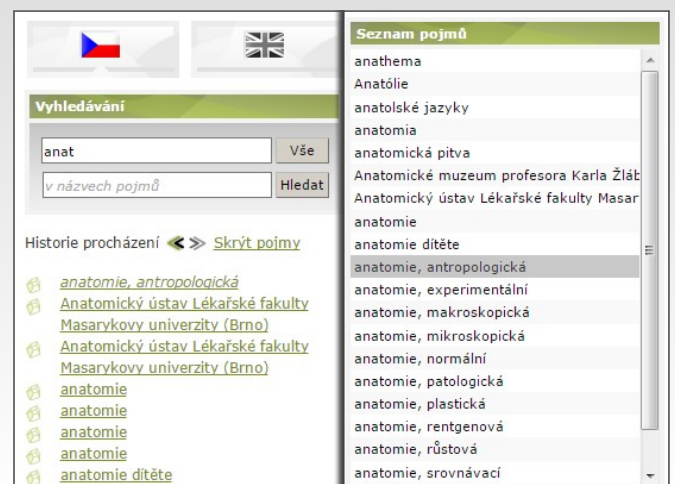 Vyhledávání
anat
Vše
v názvech pojmů
Hledat
Historie procházení
Skrýt pojmy
anatomie, antropologická
Anatomický ústav Lékařské fakulty
Masarykovy univerzity (Brno)
Anatomický ústav Lékařské fakulty
Masarykovy univerzity (Brno)
anatomie
anatomie
anatomie
anatomie
anatomie dítěte
Seznam pojmů
anathema
Anatólie
anatolské jazyky
anatomia
anatomická pitva
Anatomické muzeum profesora Karla Žláb
Anatomický ústav Lékařské fakulty Masar
anatomie
anatomie dítěte
anatomie, antropologická
anatomie, experimentální
anatomie, makroskopická
anatomie, mikroskopická
anatomie, normální
anatomie, patologická
anatomie, plastická
anatomie, rentgenová
anatomie, růstová
anatomie, srovnávací